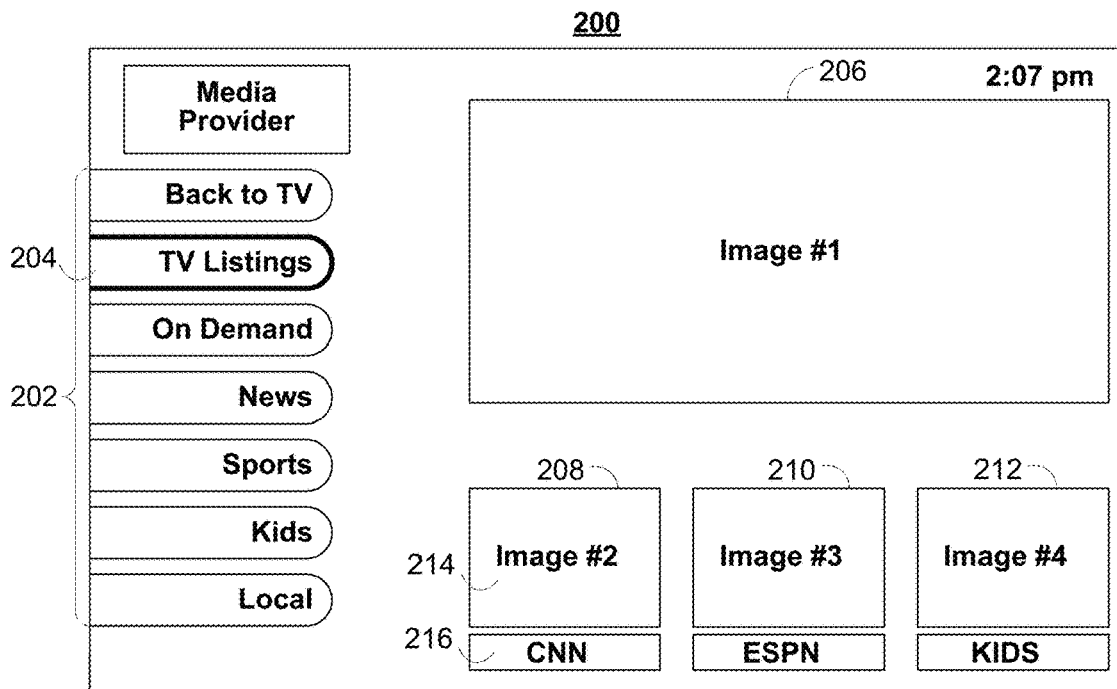 200
206
2:07 pm
Media
Provider
Back to TV
204
TV Listings
Image #1
On Demand
202
News
Sports
208
210
212
Kids
214
Image #2
Image #3
Image #4
Local
216
CNN
ESPN
KIDS